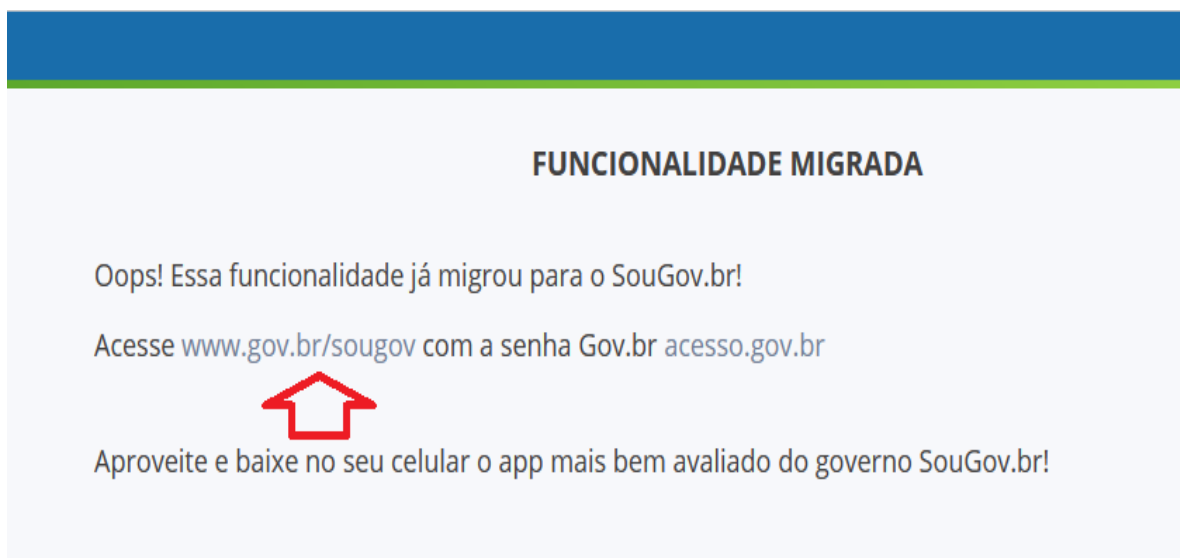 FUNCIONALIDADE MIGRADA
Oops! Essa funcionalidade já migrou para o SouGov.br!
Acesse www.gov.br/sougov com a senha Gov.br acesso.gov.br
Aproveite e baixe no seu celular o app mais bem avaliado do governo SouGov.br!